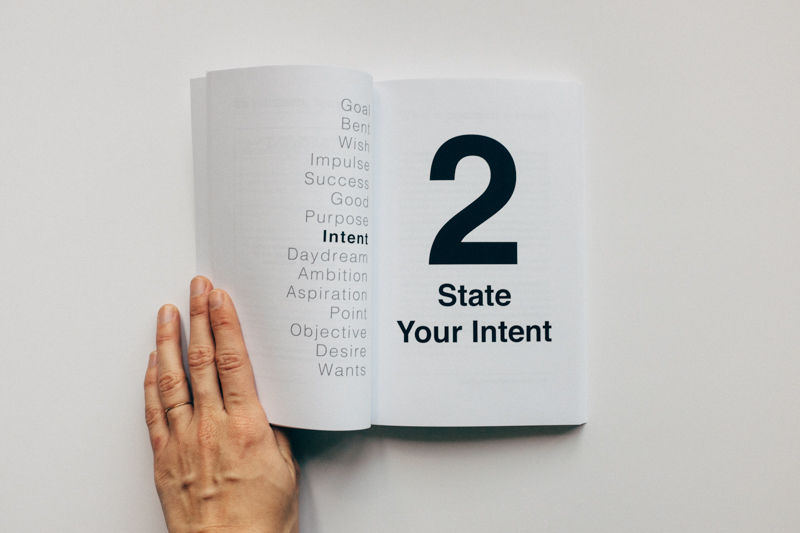 Goal
Bent
Wish
Impulse
Success
Good
Purpose
Intent
Daydream
Ambition
Aspiration
Point
Objective
Desire
Wants
2
State
Your Intent